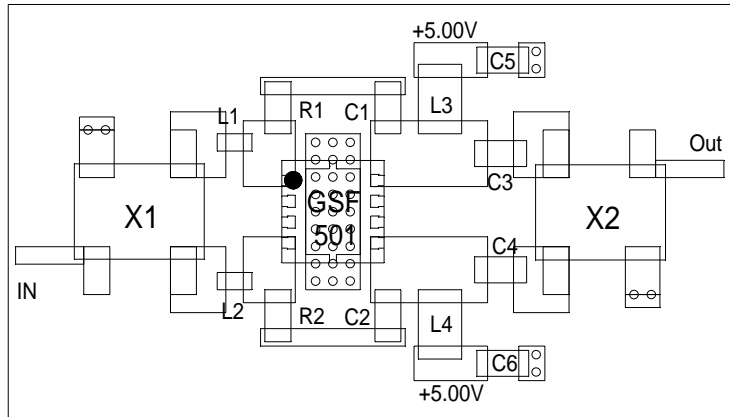 +5.00V
C5
R1
C1
L1
L3
Out
C3
X1
GSF
501
X2
C4
IN
L2
R2
C2
L4
C6
+5.00V